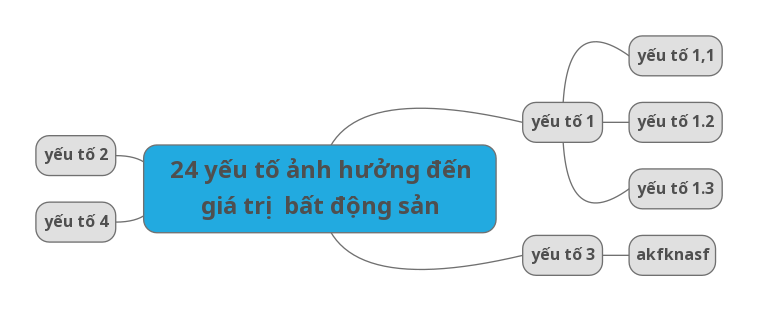 24 yếu tố ảnh hưởng đến
giá trị bất động sản
yếu tố 1
yếu tố 1,1
yếu tố 1.2
yếu tố 1.3
yếu tố 2
yếu tố 3
akfknasf
yếu tố 4